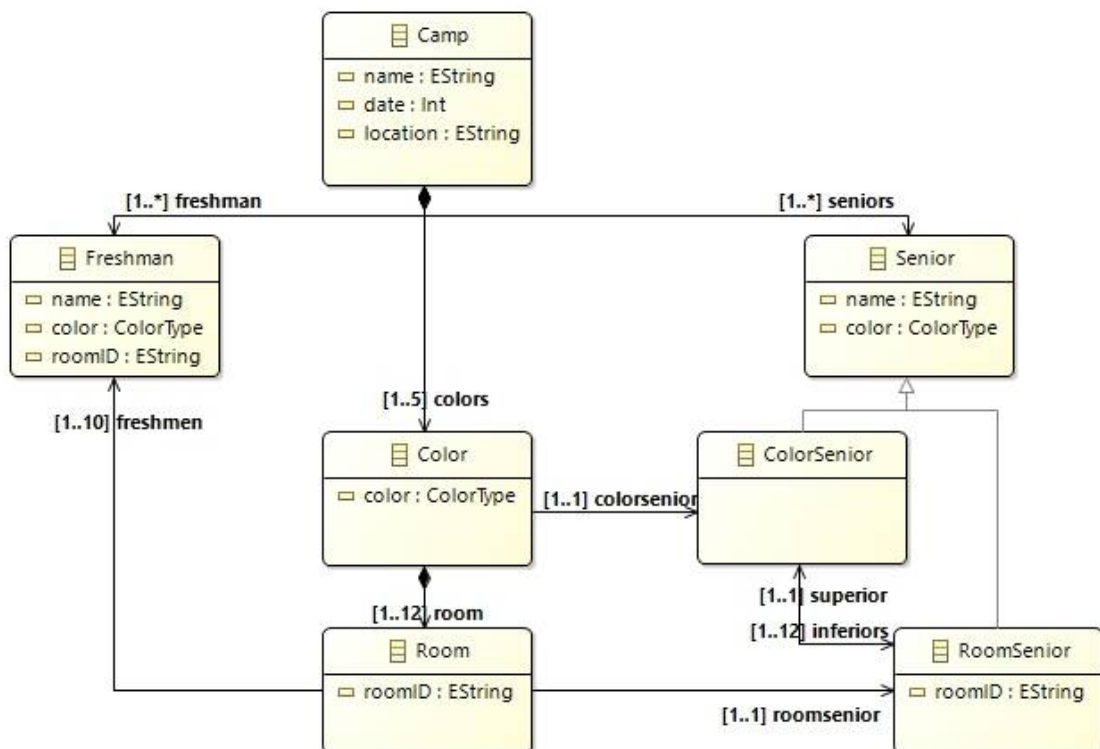 Camp
name : EString
date : Int
location : EString
[1..*] freshman
[1..*] seniors
Freshman
name : EString
color : ColorType
roomID : EString
Senior
name : EString
color : ColorType
[1..10] freshmen
[1..5] colors
Color
color : ColorType
[1..1] colorsenior
ColorSenior
[1..12] room
[1..1] superior
[1..12] inferiors
Room
roomID : EString
[1..1] roomsenior
RoomSenior
roomID : EString